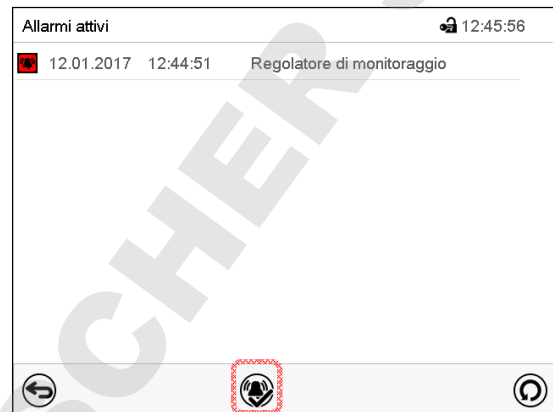 Allarmi attivi 12:45:56
12.01.2017 12:44:51 Regolatore di monitoraggio
SCHER